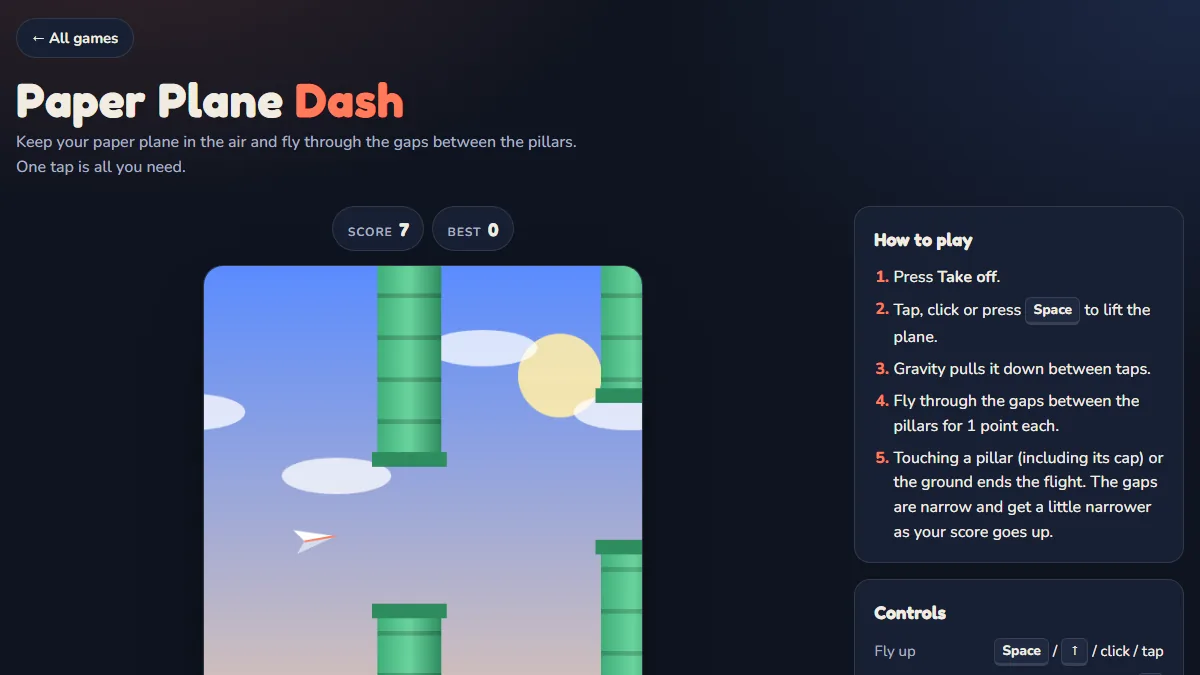 ← All games
Paper Plane Dash
Keep your paper plane in the air and fly through the gaps between the pillars.
One tap is all you need.
SCORE 7
BEST 0
How to play
1. Press Take off.
2. Tap, click or press Space to lift the
plane.
3. Gravity pulls it down between taps.
4. Fly through the gaps between the
pillars for 1 point each.
5. Touching a pillar (including its cap) or
the ground ends the flight. The gaps
are narrow and get a little narrower
as your score goes up.
Controls
Fly up Space / ↑ / click / tap